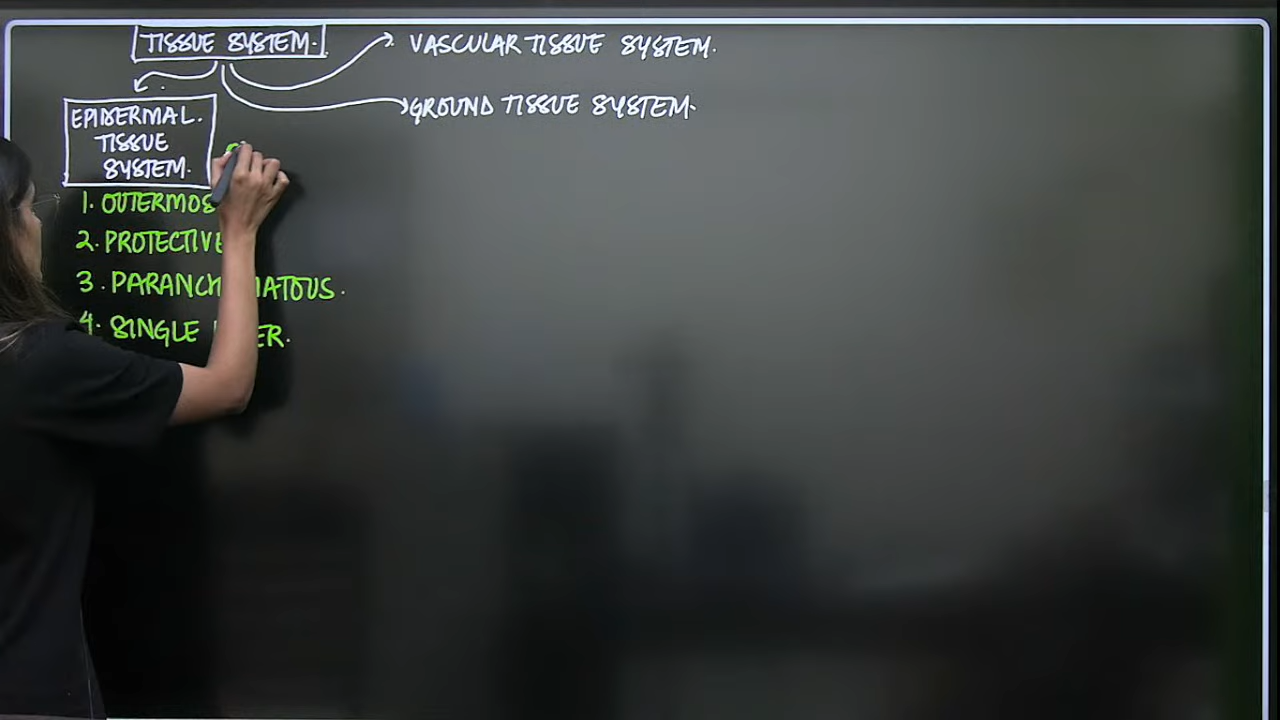 TISSUE SYSTEM.
VASCULAR TISSUE SYSTEM.
GROUND TISSUE SYSTEM.
EPIDERMAL.
TISSUE
SYSTEM.
1. OUTERMOS
2. PROTECTIVE
3. PARANCH MATOUS.
4. SINGLE ER.